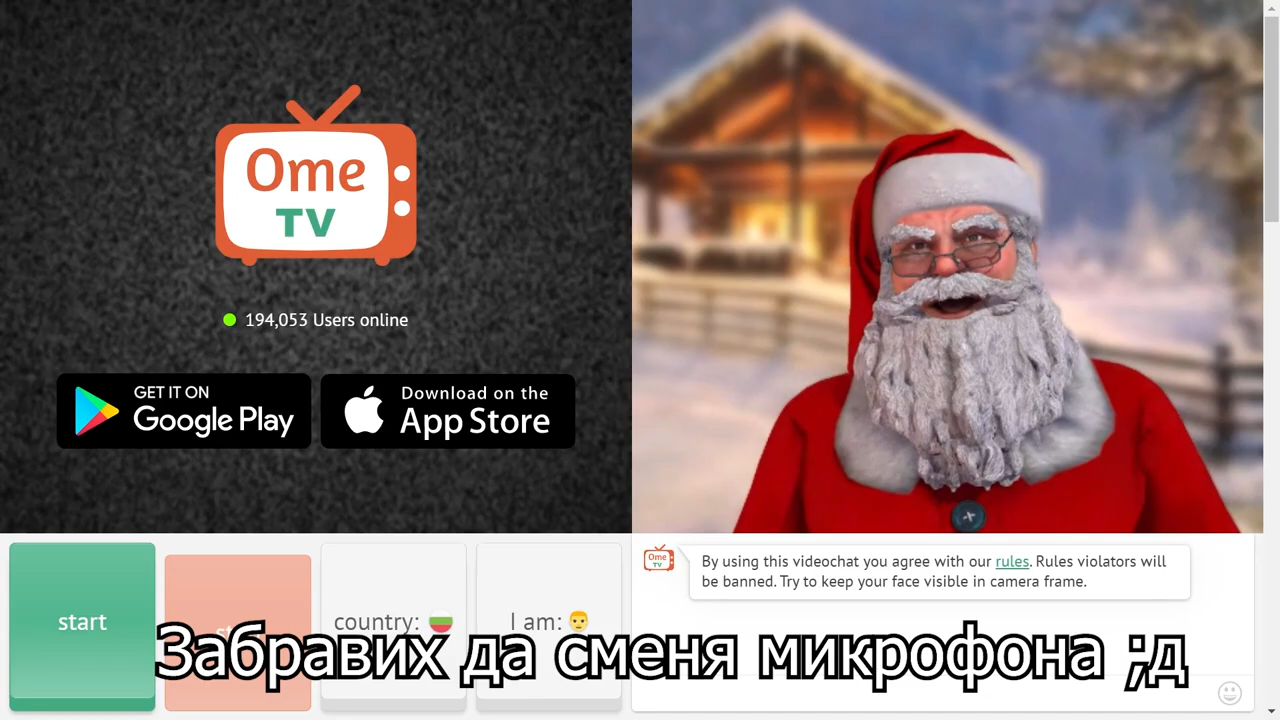 Ome
TV
194,053 Users online
GET IT ON
Google Play
Download on the
App Store
Ome
TV
By using this videochat you agree with our rules. Rules violators will
be banned. Try to keep your face visible in camera frame.
start
country:
I am:
Забравих да сменя микрофона ;д